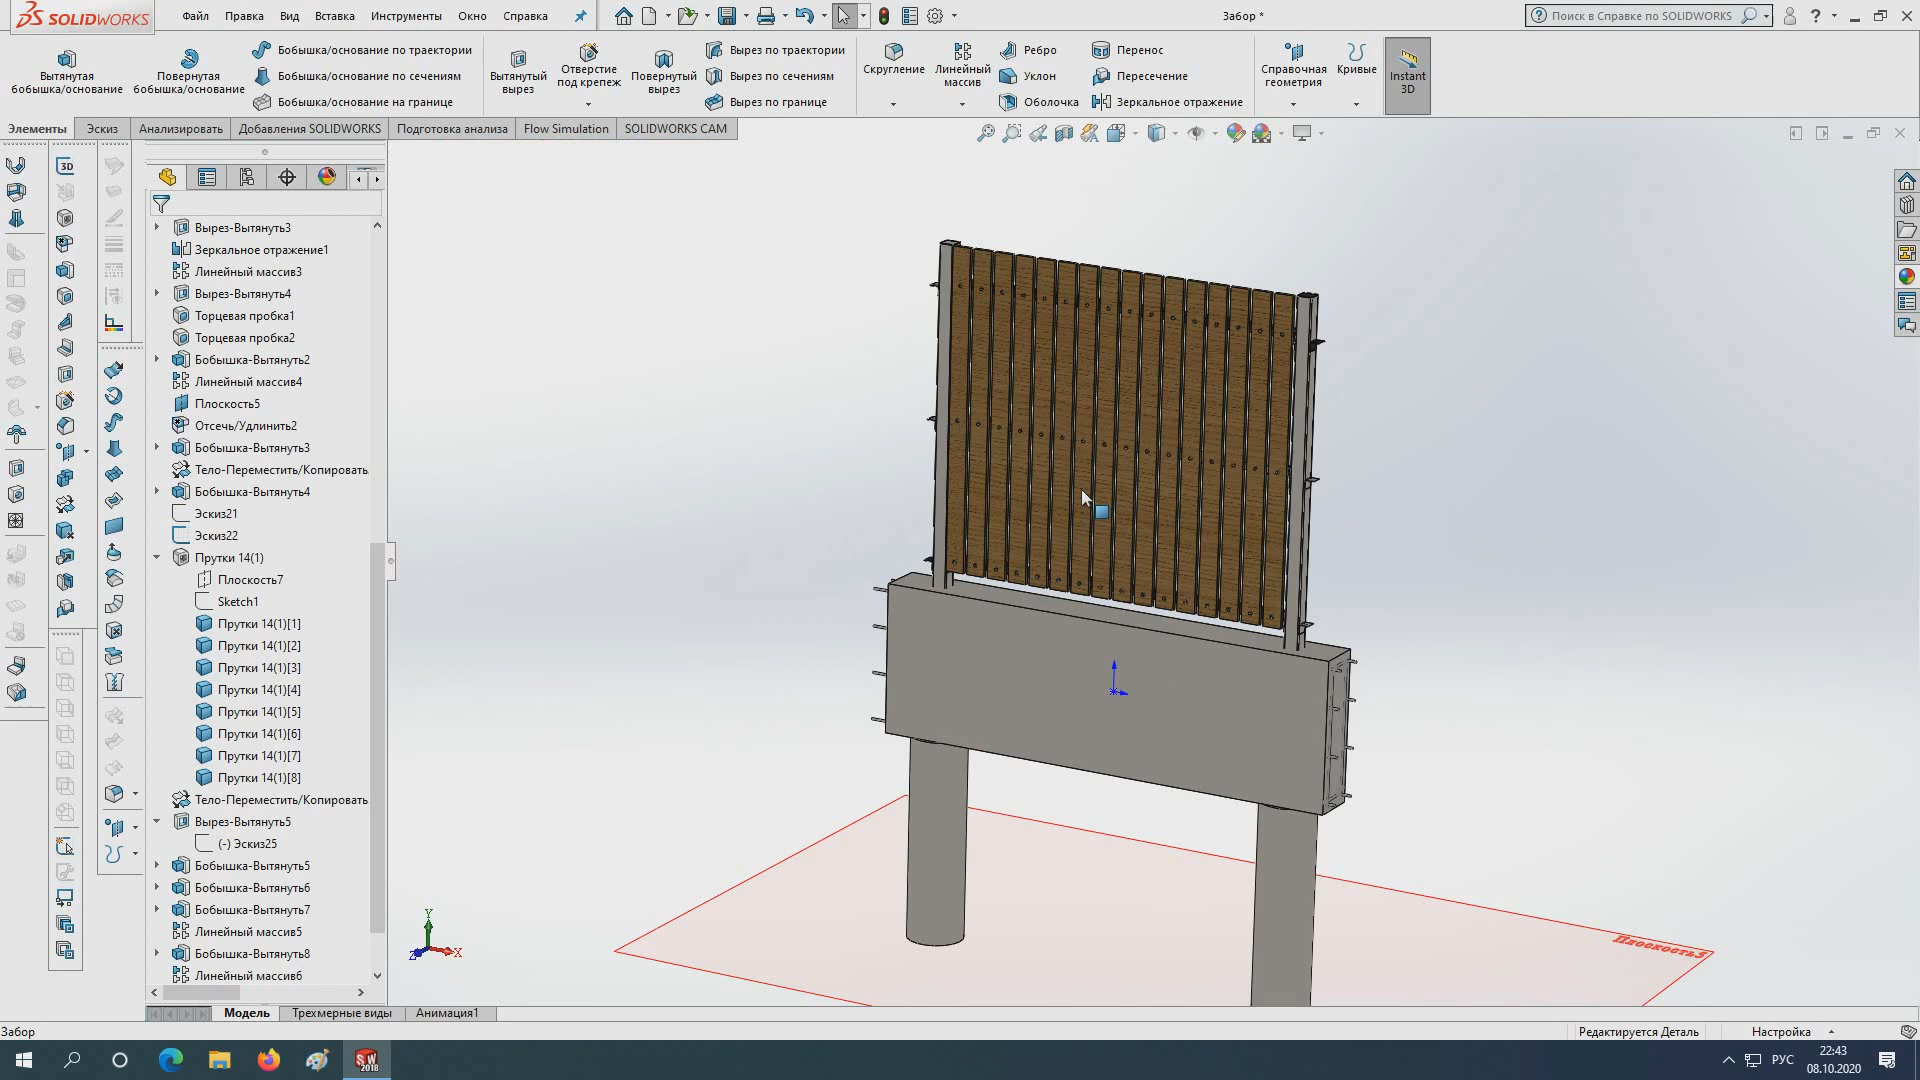 SOLIDWORKS
Файл
Правка
Вид
Вставка
Инструменты
Окно
Справка
Забор *
Поиск в Справке по SOLIDWORKS
Вытянутая бобышка/основание
Повернутая бобышка/основание
Бобышка/основание по траектории
Бобышка/основание по сечениям
Бобышка/основание на границе
Вытянутый вырез
Отверстие под крепеж
Повернутый вырез
Вырез по траектории
Вырез по сечениям
Вырез по границе
Скругление
Линейный массив
Ребро
Уклон
Оболочка
Перенос
Пересечение
Зеркальное отражение
Справочная геометрия
Кривые
Instant 3D
Элементы
Эскиз
Анализировать
Добавления SOLIDWORKS
Подготовка анализа
Flow Simulation
SOLIDWORKS CAM
3D
Вырез-Вытянуть3
Зеркальное отражение1
Линейный массив3
Вырез-Вытянуть4
Торцевая пробка1
Торцевая пробка2
Бобышка-Вытянуть2
Линейный массив4
Плоскость5
Отсечь/Удлинить2
Бобышка-Вытянуть3
Тело-Переместить/Копировать
Бобышка-Вытянуть4
Эскиз21
Эскиз22
Прутки 14(1)
Плоскость7
Sketch1
Прутки 14(1)[1]
Прутки 14(1)[2]
Прутки 14(1)[3]
Прутки 14(1)[4]
Прутки 14(1)[5]
Прутки 14(1)[6]
Прутки 14(1)[7]
Прутки 14(1)[8]
Тело-Переместить/Копировать
Вырез-Вытянуть5
(-) Эскиз25
Бобышка-Вытянуть5
Бобышка-Вытянуть6
Бобышка-Вытянуть7
Линейный массив5
Бобышка-Вытянуть8
Линейный массив6
Плоскость5
Y
X
Z
Модель
Трехмерные виды
Анимация1
Забор
Редактируется Деталь
Настройка
SW 2018
РУС
22:43
08.10.2020